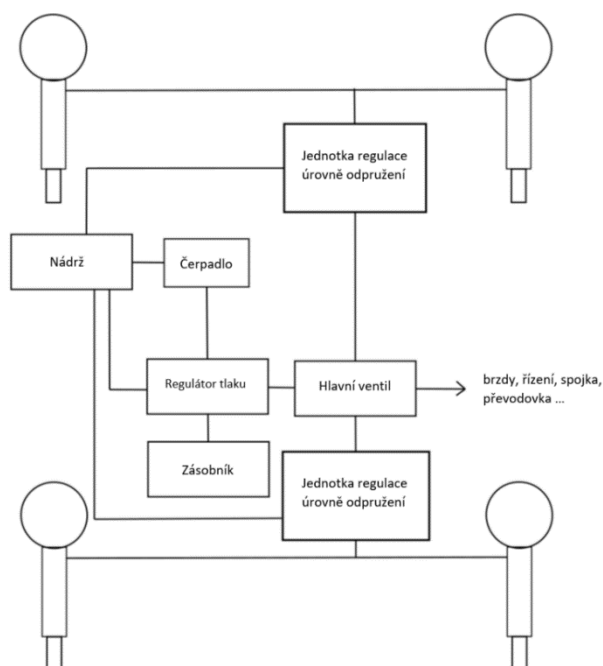 Jednotka regulace
úrovně odpružení
Nádrž
Čerpadlo
Regulátor tlaku
Hlavní ventil
brzdy, řízení, spojka,
převodovka ...
Zásobník
Jednotka regulace
úrovně odpružení